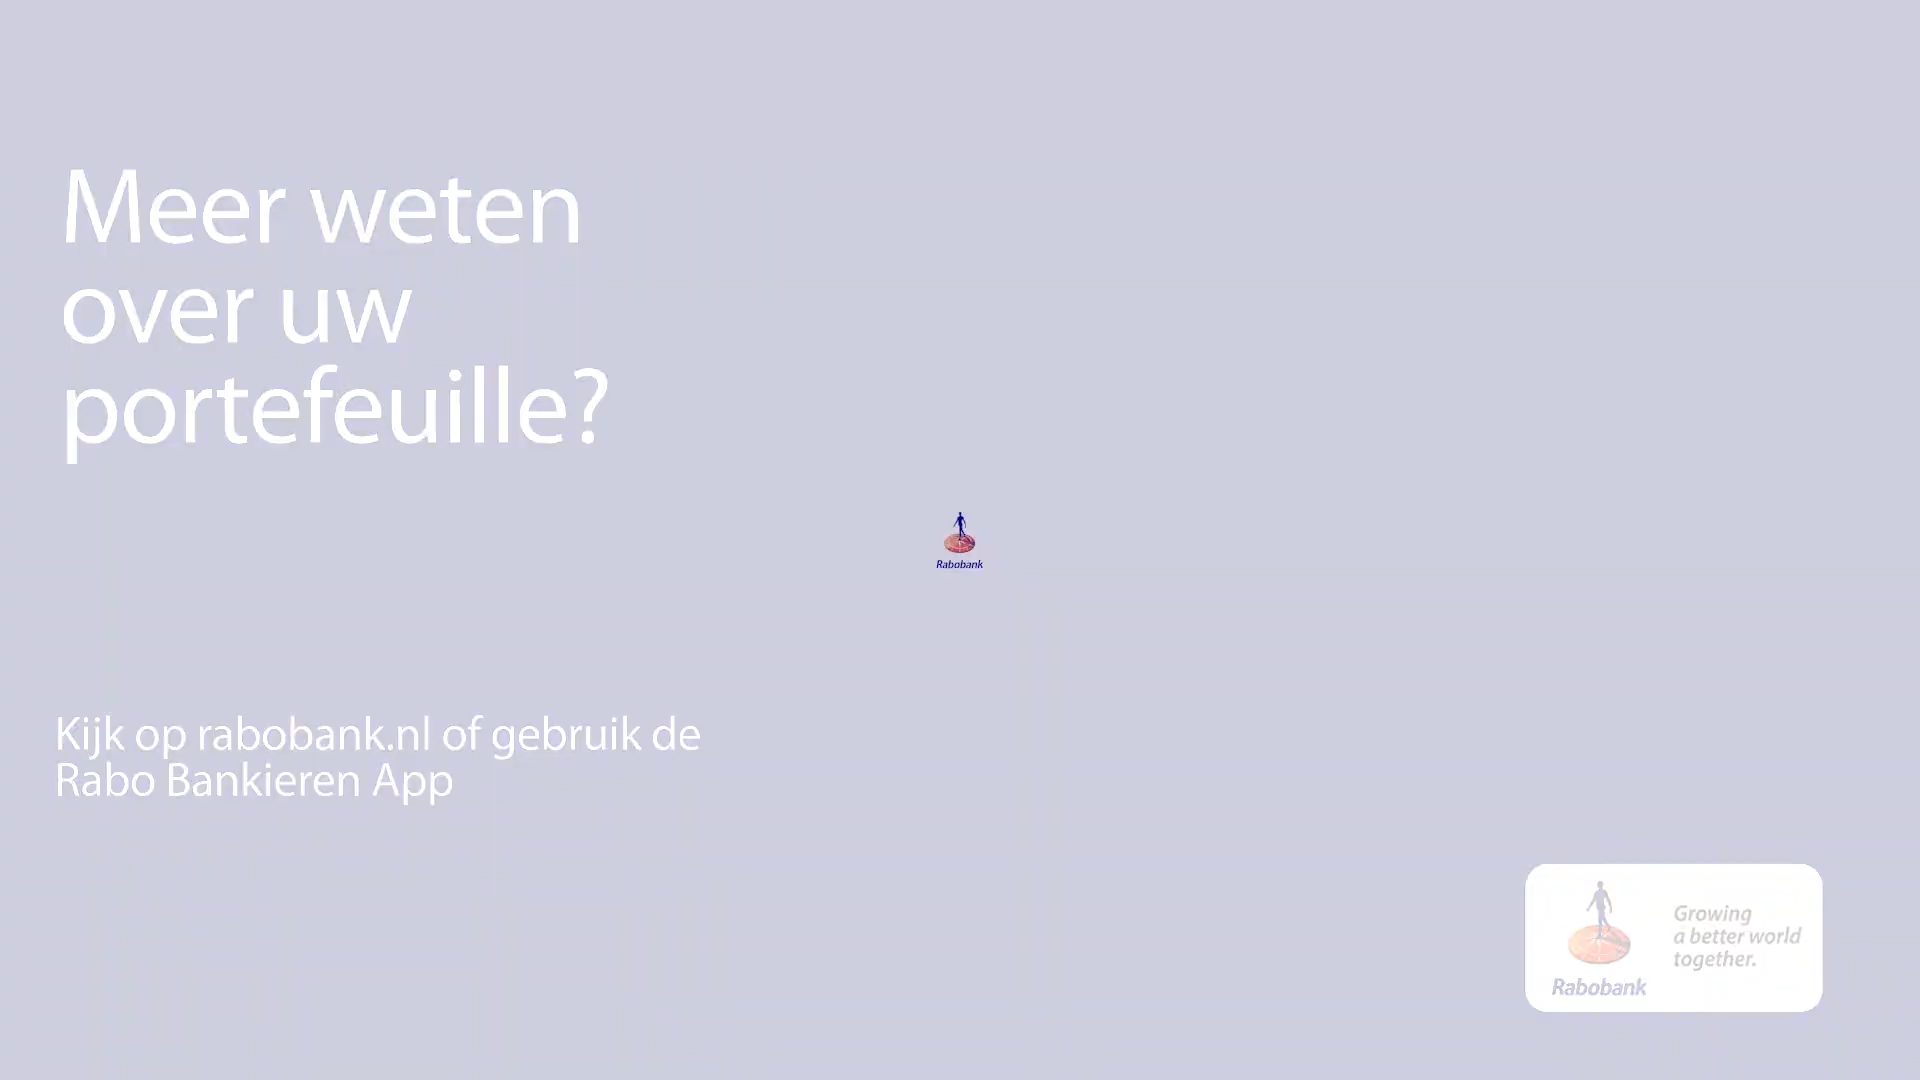 Meer weten
over uw
portefeuille?
Rabobank
Kijk op rabobank.nl of gebruik de
Rabo Bankieren App
Growing
a better world
together.
Rabobank